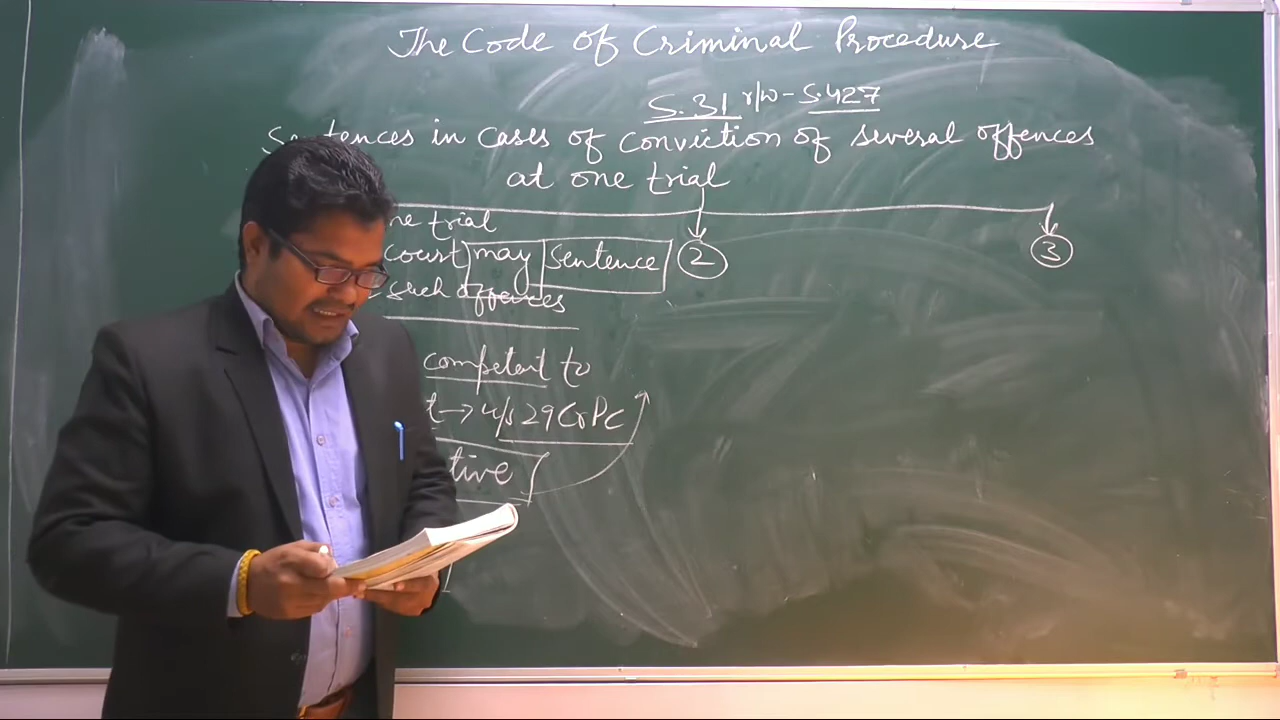 The Code of Criminal Procedure
S.31 r/w - S.427
Sentences in Cases of Conviction of several offences
at one trial
ne trial
Court may Sentence
such offences
2
3
competent to
t → u/s 29 CrPC
tive